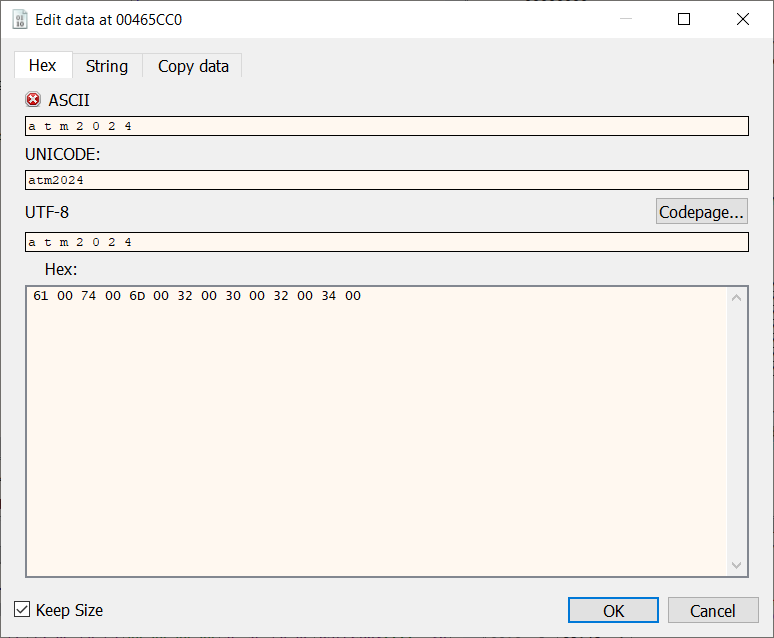 Edit data at 00465CC0
Hex String Copy data
ASCII
a t m 2 0 2 4
UNICODE:
atm2024
UTF-8 Codepage...
a t m 2 0 2 4
Hex:
61 00 74 00 6D 00 32 00 30 00 32 00 34 00
Keep Size OK Cancel